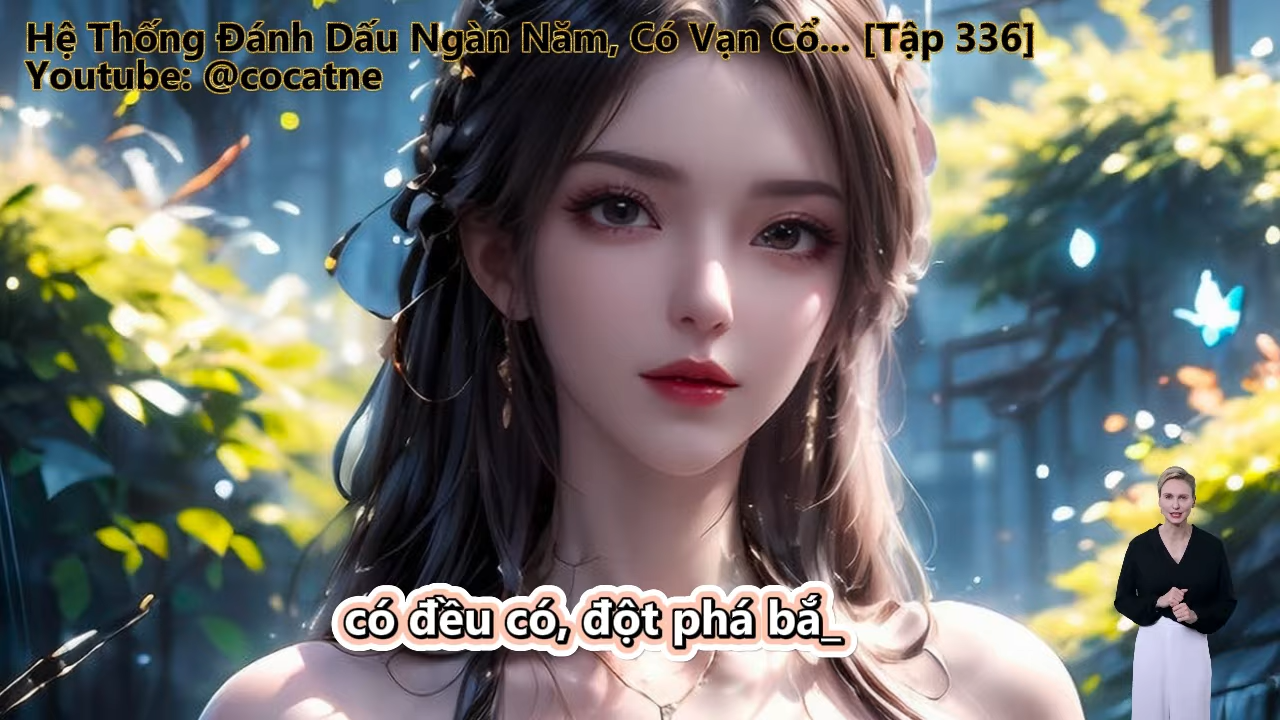 Hệ Thống Đánh Dấu Ngàn Năm, Có Vạn Cổ... [Tập 336]
Youtube: @cocatne
có đều có, đột phá bắ_